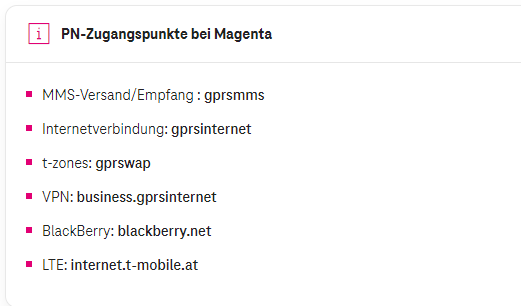 i PN-Zugangspunkte bei Magenta
MMS-Versand/Empfang : gprsmms
Internetverbindung: gprsinternet
t-zones: gprswap
VPN: business.gprsinternet
BlackBerry: blackberry.net
LTE: internet.t-mobile.at